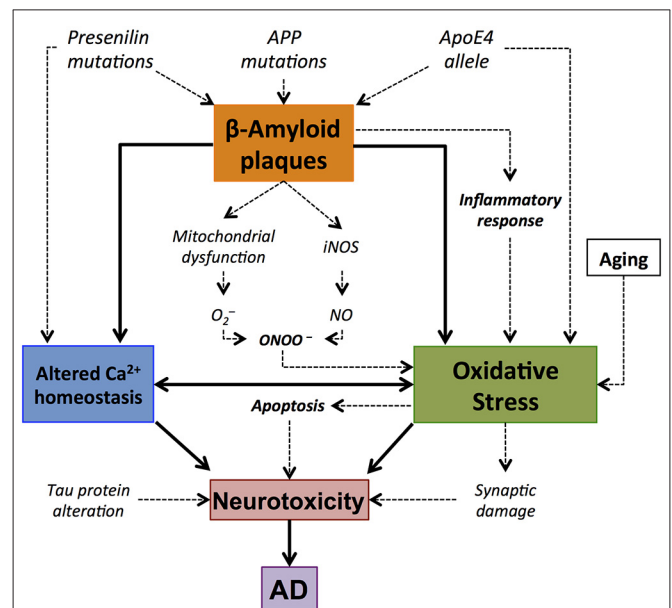 Presenilin
mutations
APP
mutations
ApoE4
allele
β-Amyloid
plaques
Inflammatory
response
Mitochondrial
dysfunction
iNOS
Aging
O₂⁻
NO
ONOO⁻
Altered Ca²⁺
homeostasis
Oxidative
Stress
Apoptosis
Tau protein
alteration
Neurotoxicity
Synaptic
damage
AD